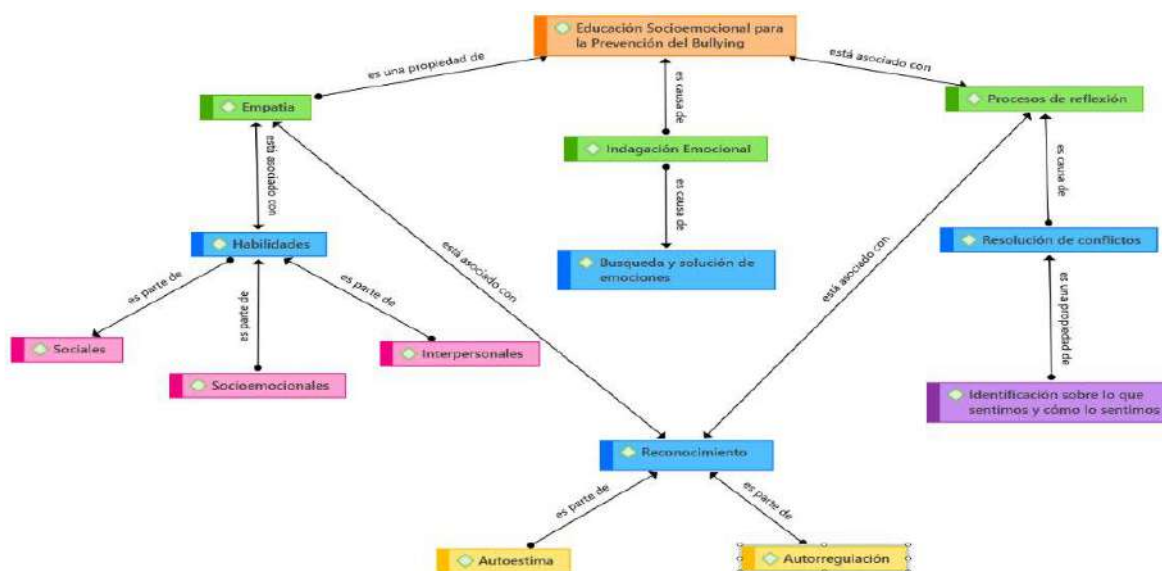 Educación Socioemocional para
la Prevención del Bullying
es una propiedad de
es causa de
está asociado con
Empatia
Procesos de reflexión
Indagación Emocional
está asociado con
es causa de
es causa de
está asociado con
está asociado con
Habilidades
Resolución de conflictos
Busqueda y solución de
emociones
es parte de
es parte de
es parte de
es una propiedad de
Sociales
Interpersonales
Socioemocionales
Identificación sobre lo que
sentimos y cómo lo sentimos
Reconocimiento
es parte de
es parte de
Autoestima
Autorregulación